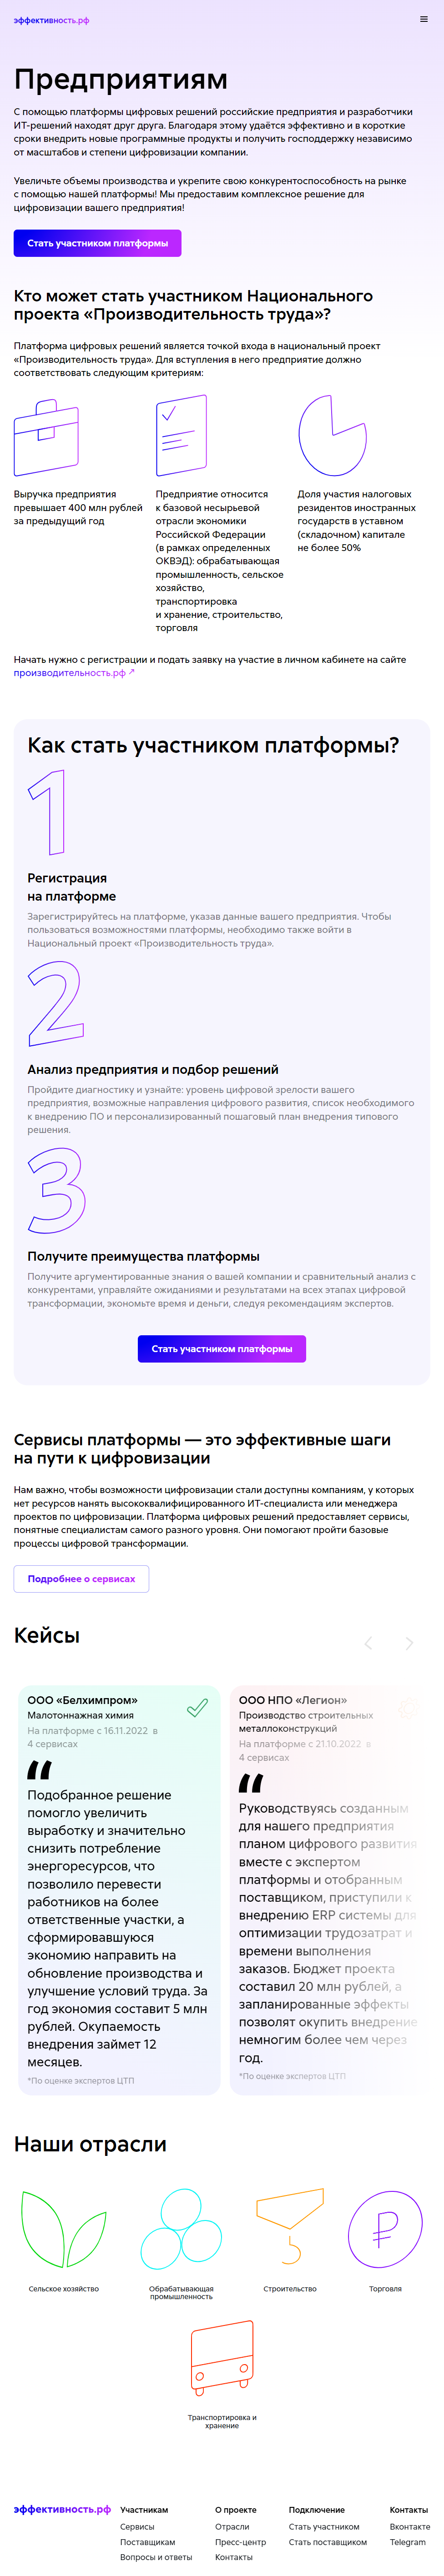 эффективность.рф
Предприятиям
С помощью платформы цифровых решений российские предприятия и разработчики
ИТ-решений находят друг друга. Благодаря этому удаётся эффективно и в короткие
сроки внедрить новые программные продукты и получить господдержку независимо
от масштабов и степени цифровизации компании.
Увеличьте объемы производства и укрепите свою конкурентоспособность на рынке
с помощью нашей платформы! Мы предоставим комплексное решение для
цифровизации вашего предприятия!
Стать участником платформы
Кто может стать участником Национального
проекта «Производительность труда»?
Платформа цифровых решений является точкой входа в национальный проект
«Производительность труда». Для вступления в него предприятие должно
соответствовать следующим критериям:
Выручка предприятия
превышает 400 млн рублей
за предыдущий год
Предприятие относится
к базовой несырьевой
отрасли экономики
Российской Федерации
(в рамках определенных
ОКВЭД): обрабатывающая
промышленность, сельское
хозяйство,
транспортировка
и хранение, строительство,
торговля
Доля участия налоговых
резидентов иностранных
государств в уставном
(складочном) капитале
не более 50%
Начать нужно с регистрации и подать заявку на участие в личном кабинете на сайте
производительность.рф ↗
Как стать участником платформы?
1
Регистрация
на платформе
Зарегистрируйтесь на платформе, указав данные вашего предприятия. Чтобы
пользоваться возможностями платформы, необходимо также войти в
Национальный проект «Производительность труда».
2
Анализ предприятия и подбор решений
Пройдите диагностику и узнайте: уровень цифровой зрелости вашего
предприятия, возможные направления цифрового развития, список необходимого
к внедрению ПО и персонализированный пошаговый план внедрения типового
решения.
3
Получите преимущества платформы
Получите аргументированные знания о вашей компании и сравнительный анализ с
конкурентами, управляйте ожиданиями и результатами на всех этапах цифровой
трансформации, экономьте время и деньги, следуя рекомендациям экспертов.
Стать участником платформы
Сервисы платформы — это эффективные шаги
на пути к цифровизации
Нам важно, чтобы возможности цифровизации стали доступны компаниям, у которых
нет ресурсов нанять высококвалифицированного ИТ-специалиста или менеджера
проектов по цифровизации. Платформа цифровых решений предоставляет сервисы,
понятные специалистам самого разного уровня. Они помогают пройти базовые
процессы цифровой трансформации.
Подробнее о сервисах
Кейсы
ООО «Белхимпром»
Малотоннажная химия
На платформе с 16.11.2022 в
4 сервисах
“
Подобранное решение
помогло увеличить
выработку и значительно
снизить потребление
энергоресурсов, что
позволило перевести
работников на более
ответственные участки, а
сформировавшуюся
экономию направить на
обновление производства и
улучшение условий труда. За
год экономия составит 5 млн
рублей. Окупаемость
внедрения займет 12
месяцев.
*По оценке экспертов ЦТП
ООО НПО «Легион»
Производство строительных
металлоконструкций
На платформе с 21.10.2022 в
4 сервисах
“
Руководствуясь созданным
для нашего предприятия
планом цифрового развития
вместе с экспертом
платформы и отобранным
поставщиком, приступили к
внедрению ERP системы для
оптимизации трудозатрат и
времени выполнения
заказов. Бюджет проекта
составил 20 млн рублей, а
запланированные эффекты
позволят окупить внедрение
немногим более чем через
год.
*По оценке экспертов ЦТП
Наши отрасли
Сельское хозяйство
Обрабатывающая
промышленность
Строительство
Торговля
Транспортировка и
хранение
эффективность.рф
Участникам
Сервисы
Поставщикам
Вопросы и ответы
О проекте
Отрасли
Пресс-центр
Контакты
Подключение
Стать участником
Стать поставщиком
Контакты
Вконтакте
Telegram